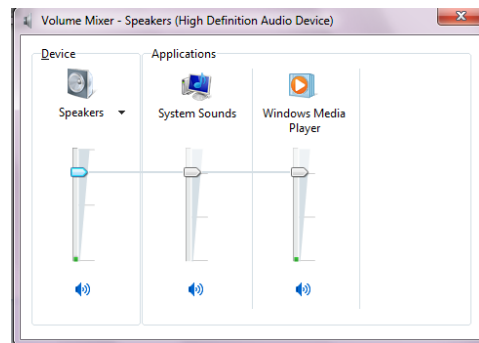 Volume Mixer - Speakers (High Definition Audio Device)
Device
Applications
Speakers
System Sounds
Windows Media
Player